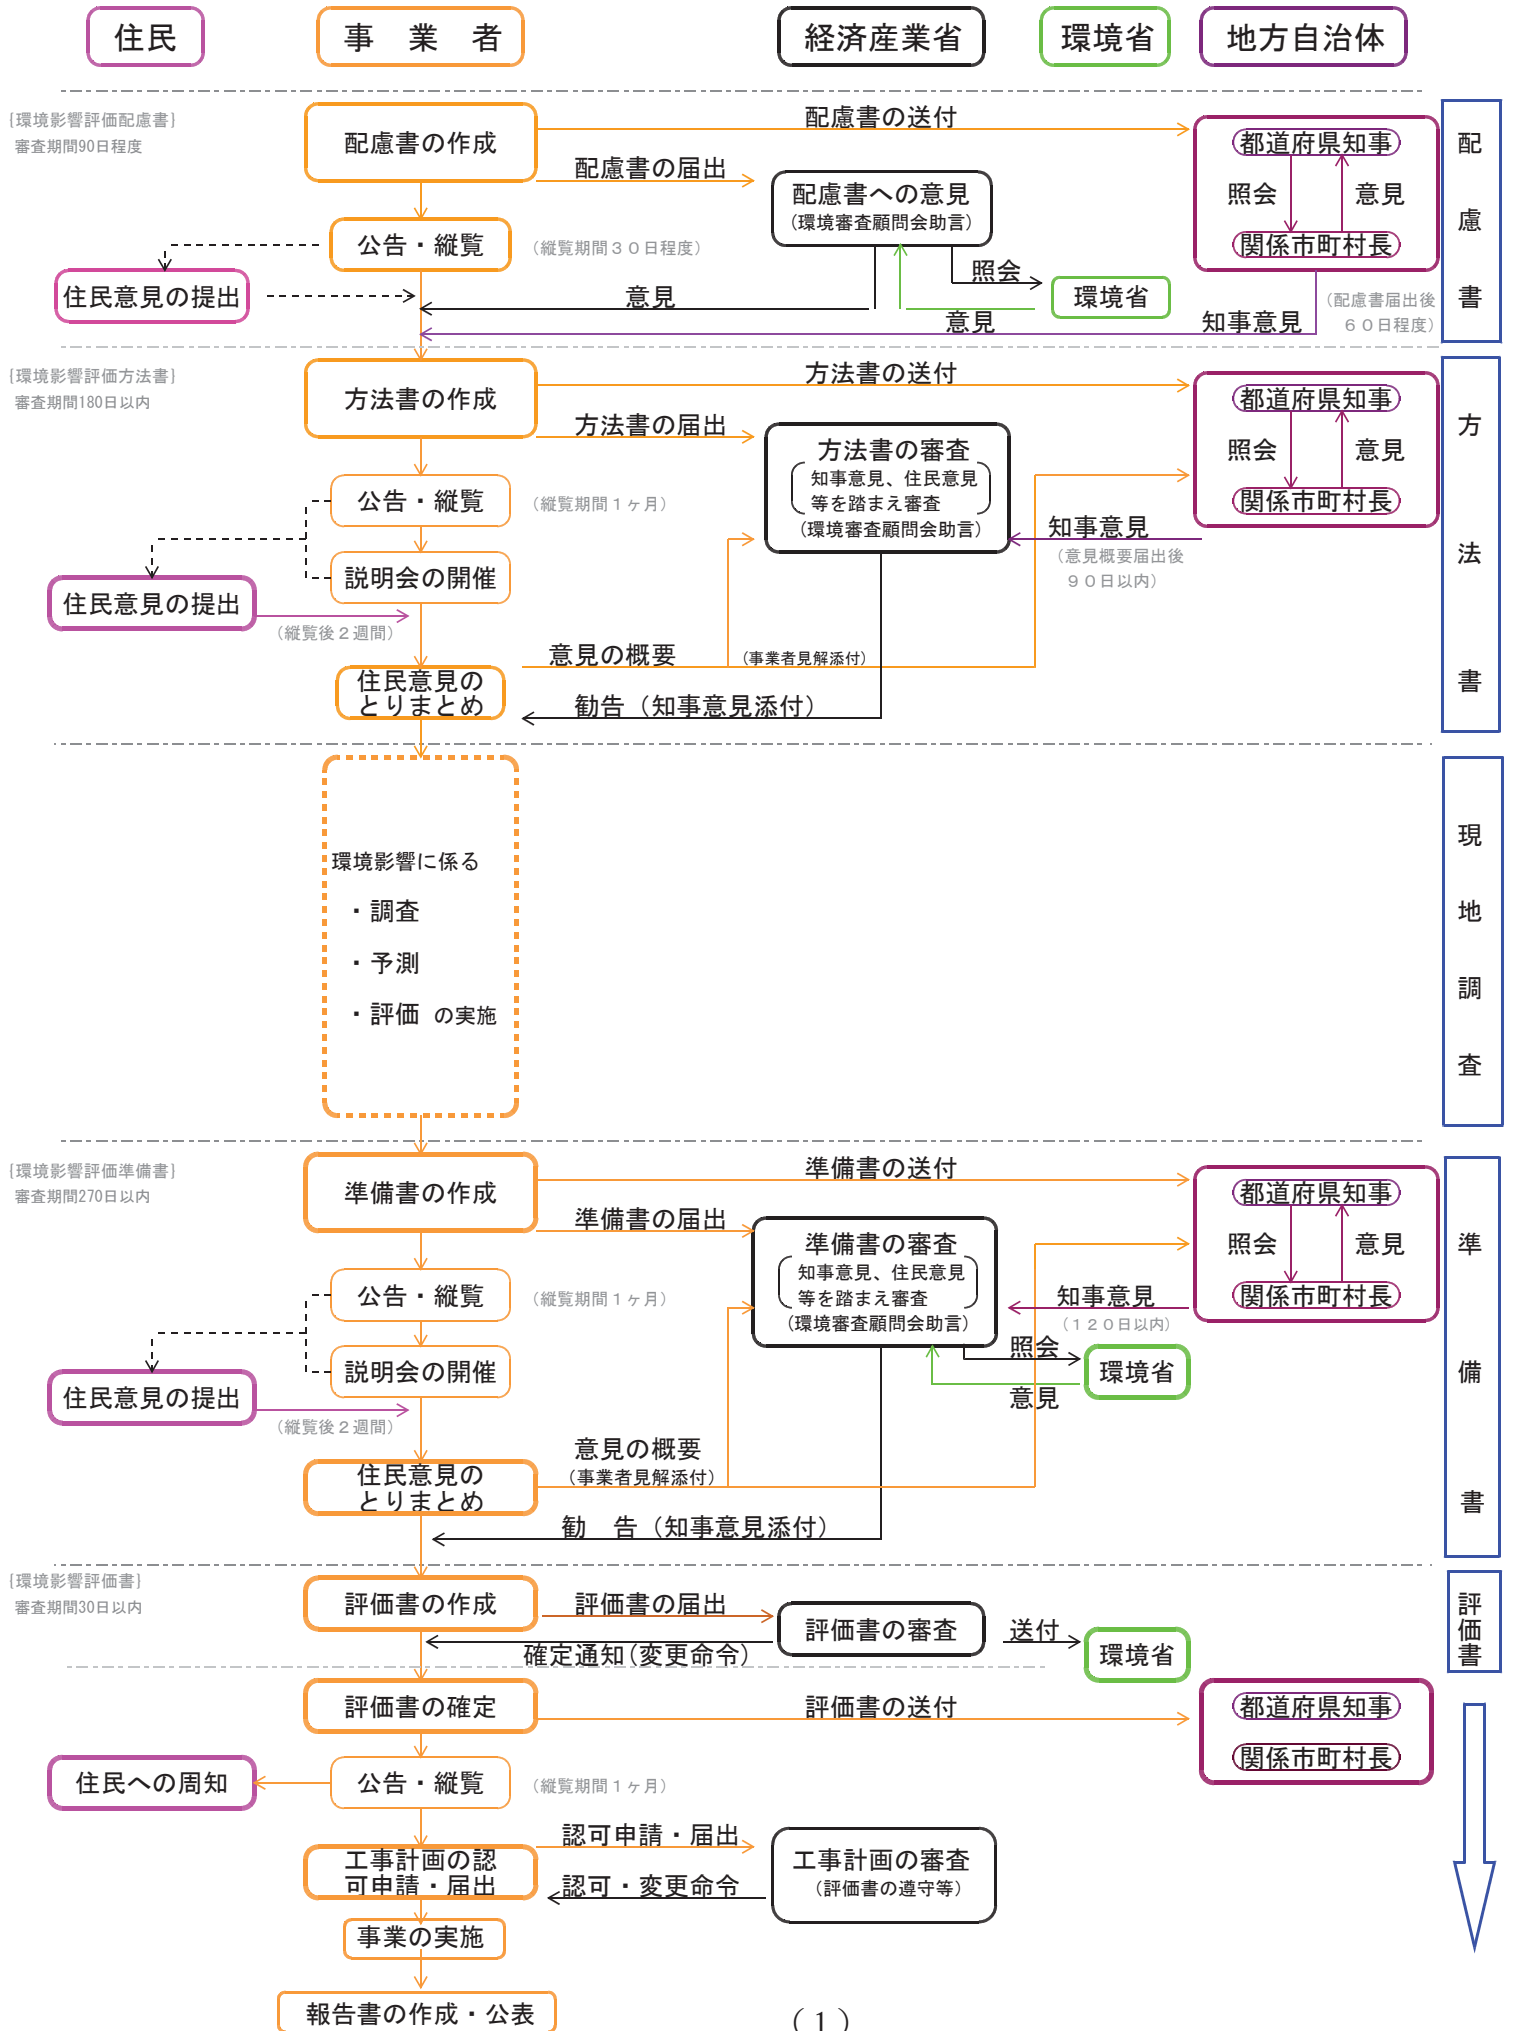 住民
事　業　者
経済産業省
環境省
地方自治体
{環境影響評価配慮書}
審査期間90日程度
配慮書の作成
配慮書の送付
配慮書の届出
都道府県知事
照会
意見
関係市町村長
配慮書への意見
(環境審査顧問会助言)
公告・縦覧
(縦覧期間３０日程度)
住民意見の提出
意見
照会
環境省
意見
知事意見
(配慮書届出後
６０日程度)
配慮書
{環境影響評価方法書}
審査期間180日以内
方法書の作成
方法書の送付
方法書の届出
都道府県知事
照会
意見
関係市町村長
方法書の審査
知事意見、住民意見
等を踏まえ審査
(環境審査顧問会助言)
公告・縦覧
(縦覧期間１ヶ月)
説明会の開催
知事意見
(意見概要届出後
９０日以内)
住民意見の提出
(縦覧後２週間)
意見の概要
(事業者見解添付)
住民意見の
とりまとめ
勧告（知事意見添付）
方法書
環境影響に係る
・調査
・予測
・評価 の実施
現地調査
{環境影響評価準備書}
審査期間270日以内
準備書の作成
準備書の送付
準備書の届出
都道府県知事
照会
意見
関係市町村長
準備書の審査
知事意見、住民意見
等を踏まえ審査
(環境審査顧問会助言)
公告・縦覧
(縦覧期間１ヶ月)
説明会の開催
知事意見
(１２０日以内)
照会
環境省
意見
住民意見の提出
(縦覧後２週間)
意見の概要
(事業者見解添付)
住民意見の
とりまとめ
勧　告（知事意見添付）
準備書
{環境影響評価書}
審査期間30日以内
評価書の作成
評価書の届出
評価書の審査
送付
環境省
確定通知(変更命令)
評価書
評価書の確定
評価書の送付
都道府県知事
関係市町村長
住民への周知
公告・縦覧
(縦覧期間１ヶ月)
工事計画の認
可申請・届出
認可申請・届出
認可・変更命令
工事計画の審査
(評価書の遵守等)
事業の実施
報告書の作成・公表
（1）